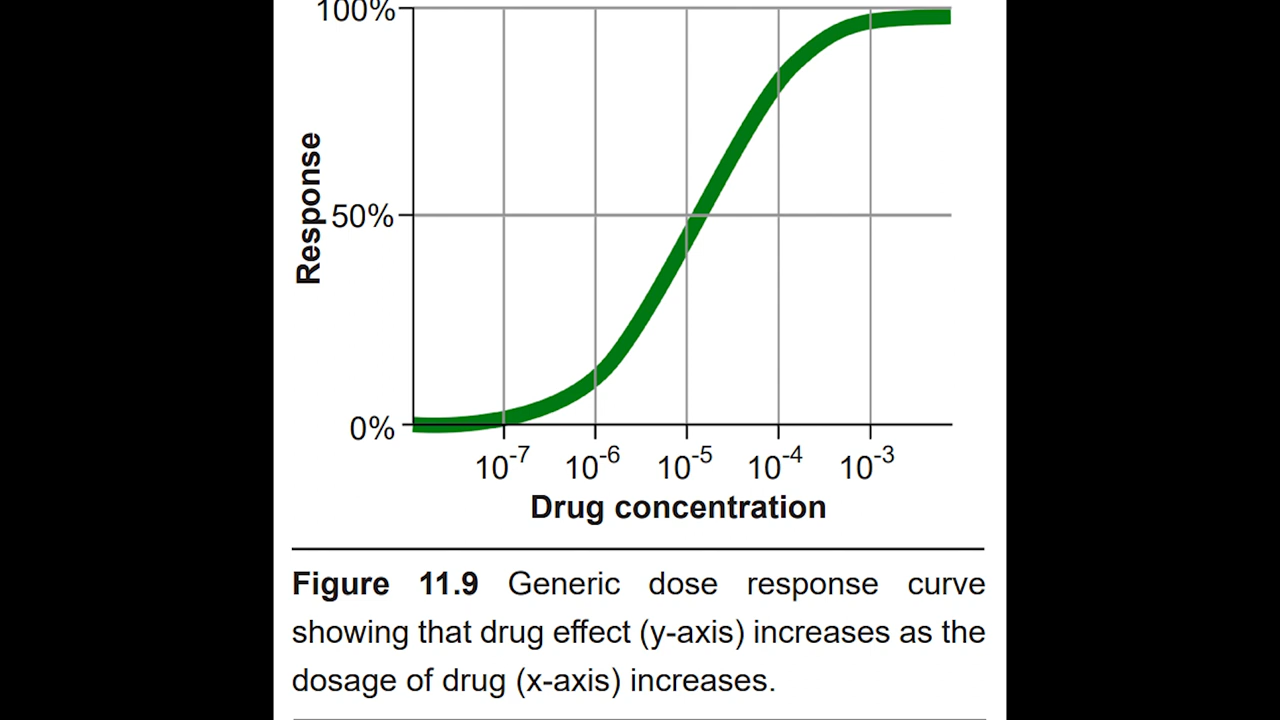 100%
Response
50%
0%
10-7 10-6 10-5 10-4 10-3
Drug concentration
Figure 11.9 Generic dose response curve
showing that drug effect (y-axis) increases as the
dosage of drug (x-axis) increases.